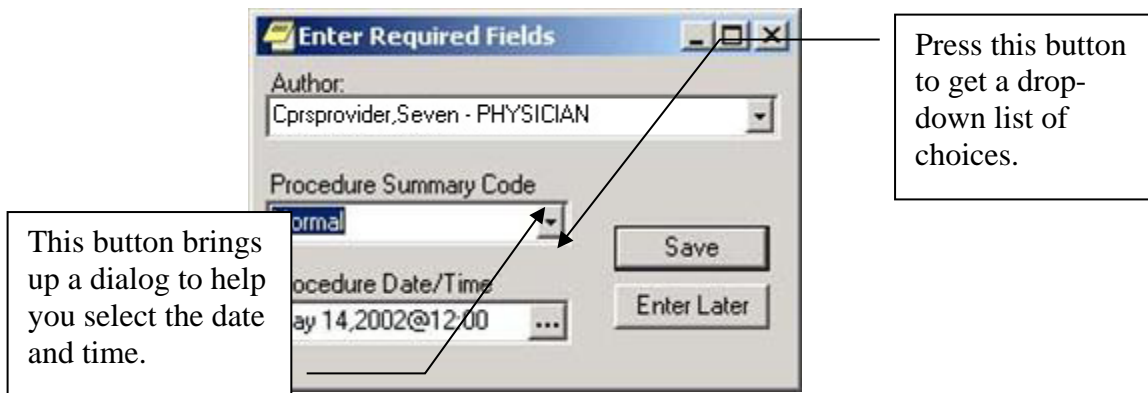 Enter Required Fields
Author:
Cprsprovider,Seven - PHYSICIAN
Procedure Summary Code
ormal
ocedure Date/Time
ay 14,2002@12:00
...
Save
Enter Later
This button brings
up a dialog to help
you select the date
and time.
Press this button
to get a drop-
down list of
choices.